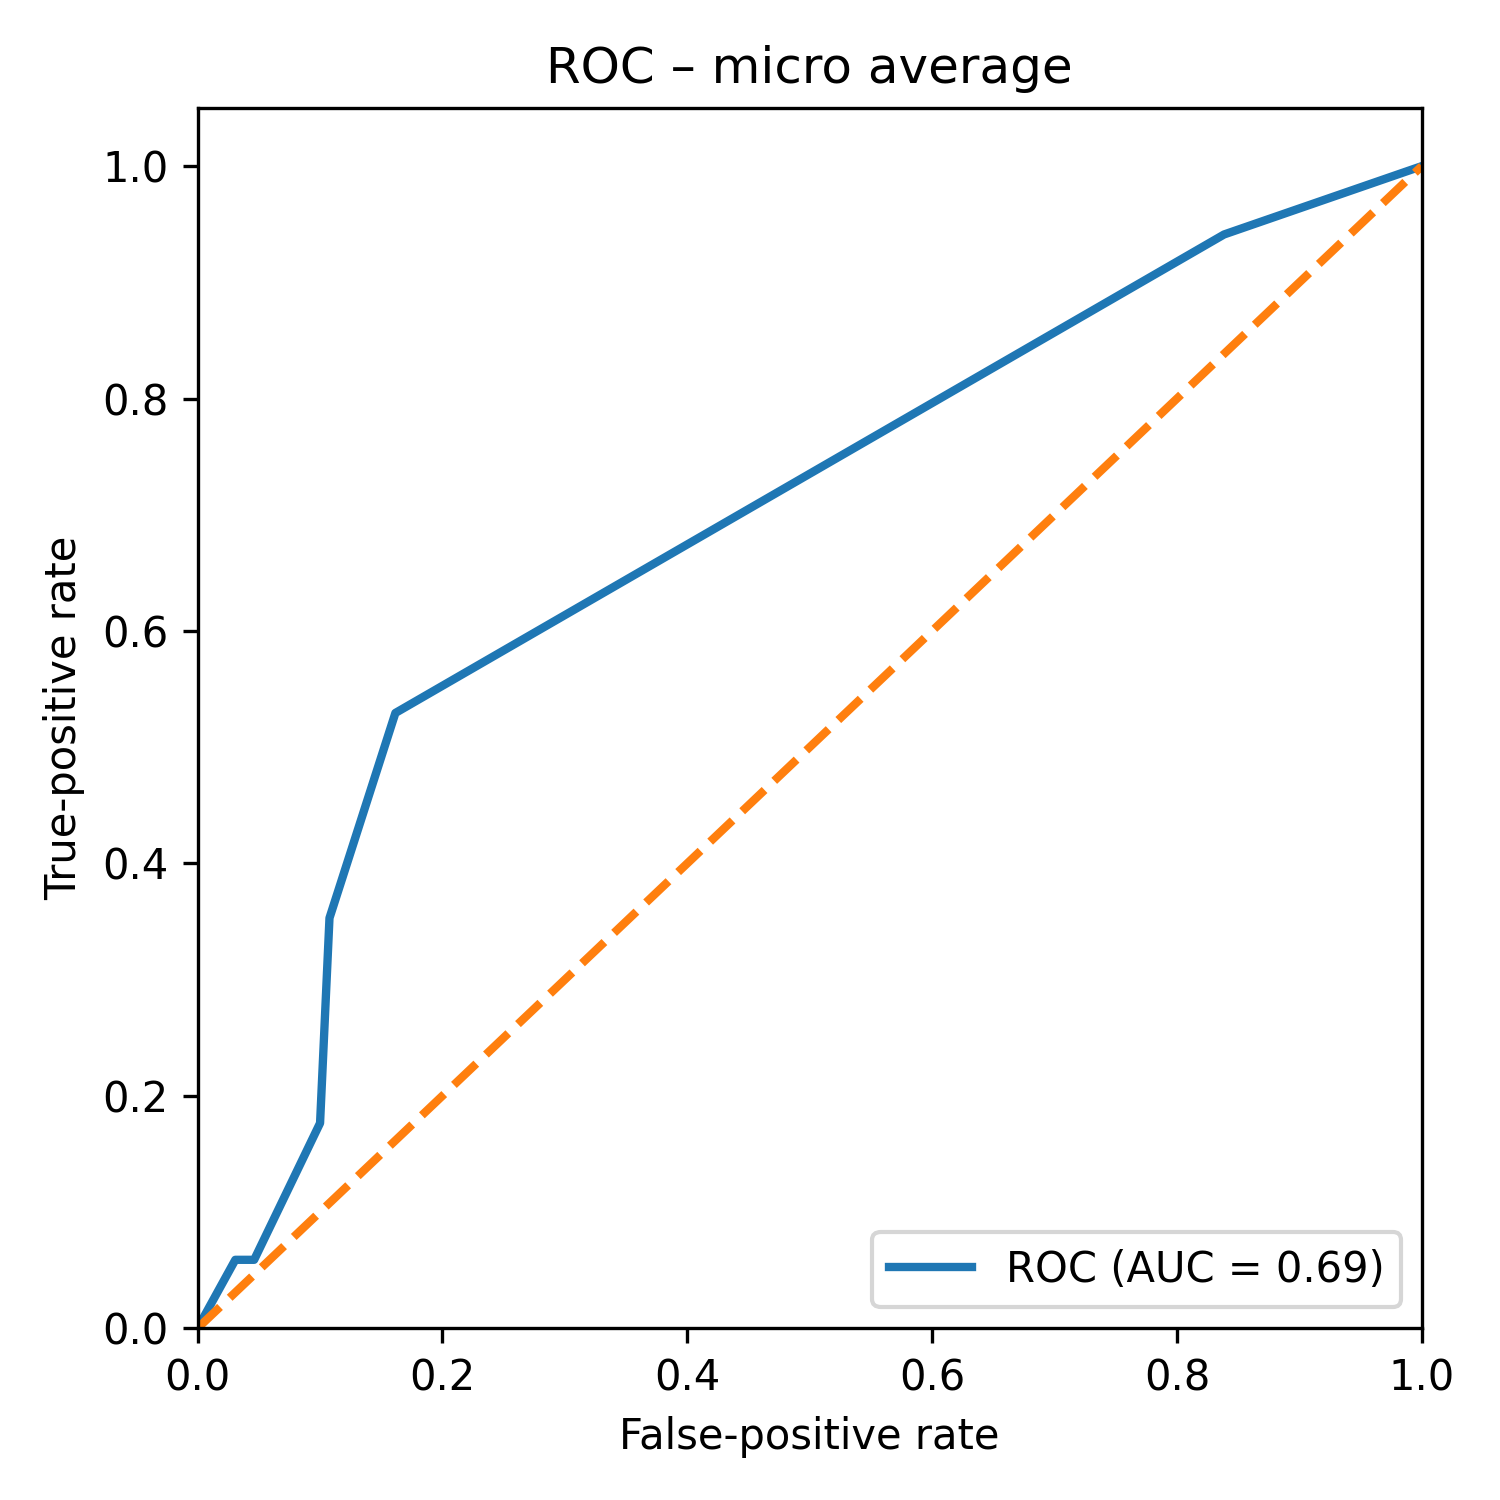 ROC – micro average
1.0
0.8
0.6
0.4
0.2
0.0
True-positive rate
ROC (AUC = 0.69)
0.0 0.2 0.4 0.6 0.8 1.0
False-positive rate